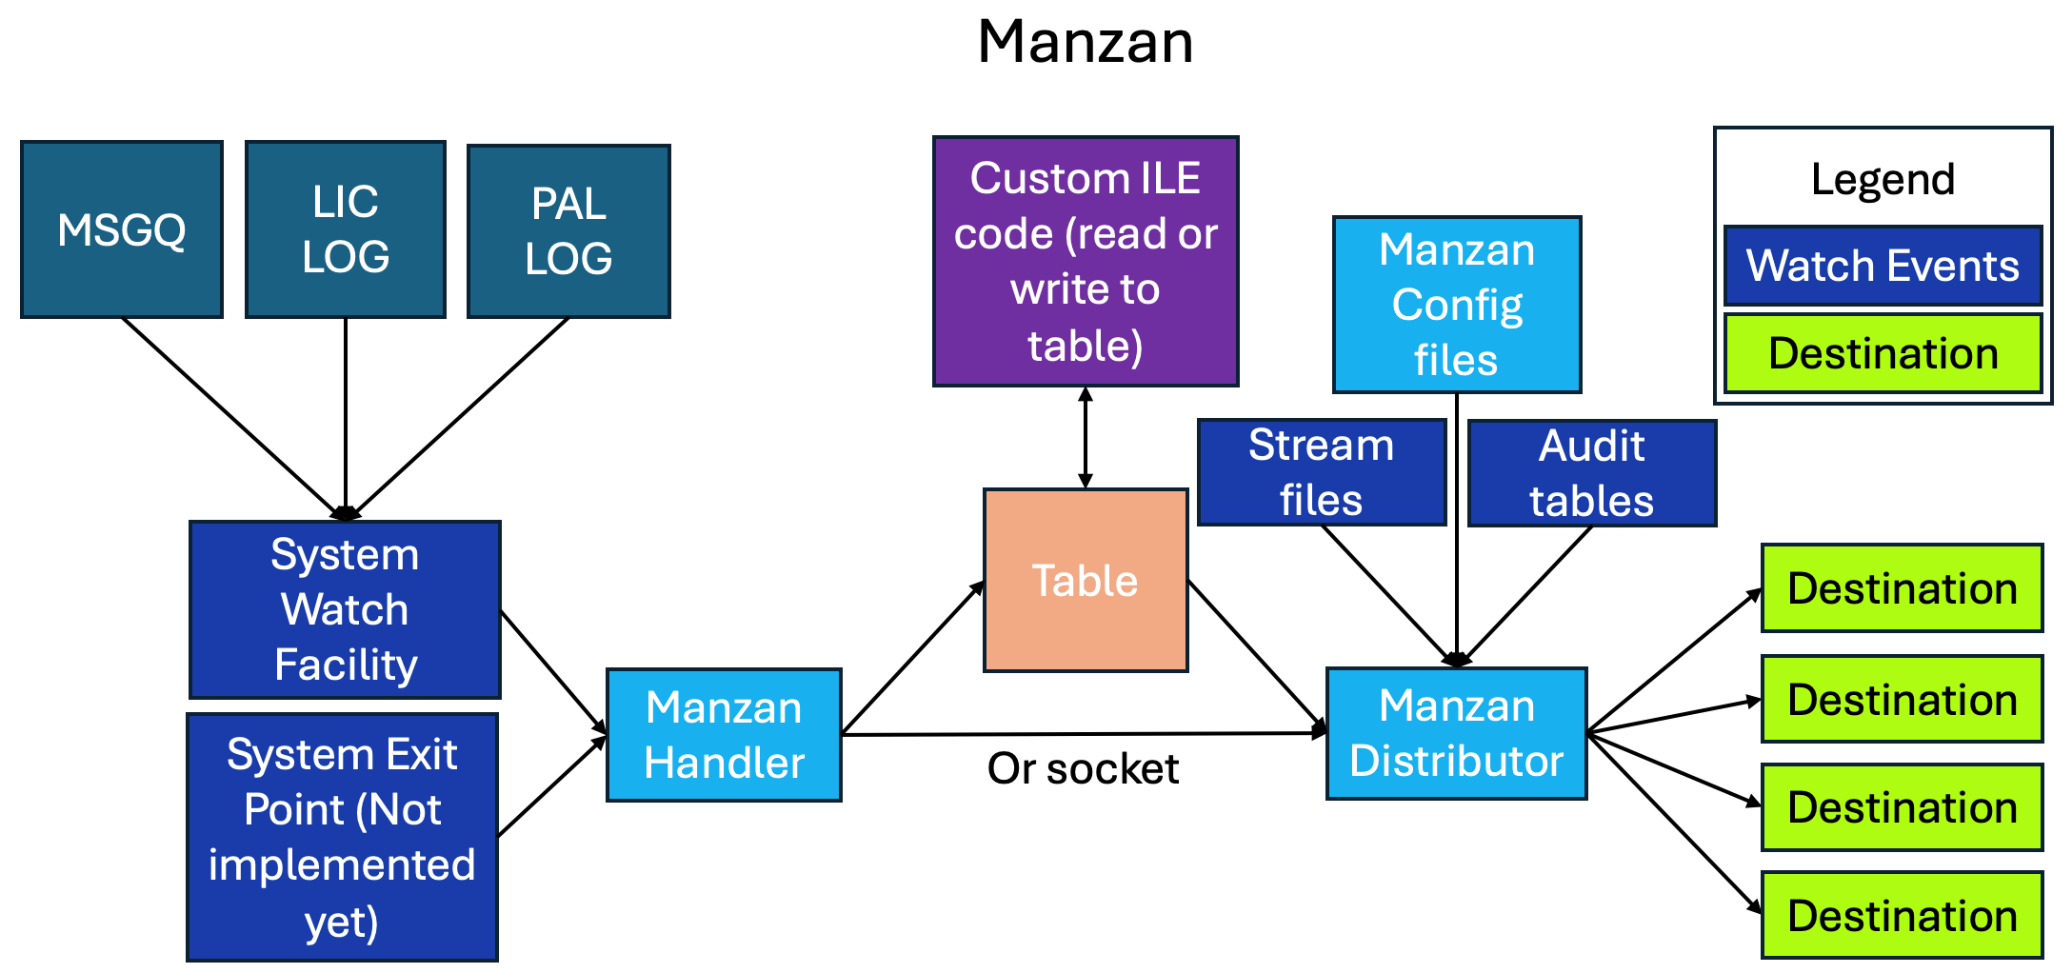 Manzan
MSGQ
LIC
LOG
PAL
LOG
Custom ILE
code (read or
write to
table)
Manzan
Config
files
Legend
Watch Events
Destination
Stream
files
Audit
tables
System
Watch
Facility
Table
System Exit
Point (Not
implemented
yet)
Manzan
Handler
Or socket
Manzan
Distributor
Destination
Destination
Destination
Destination